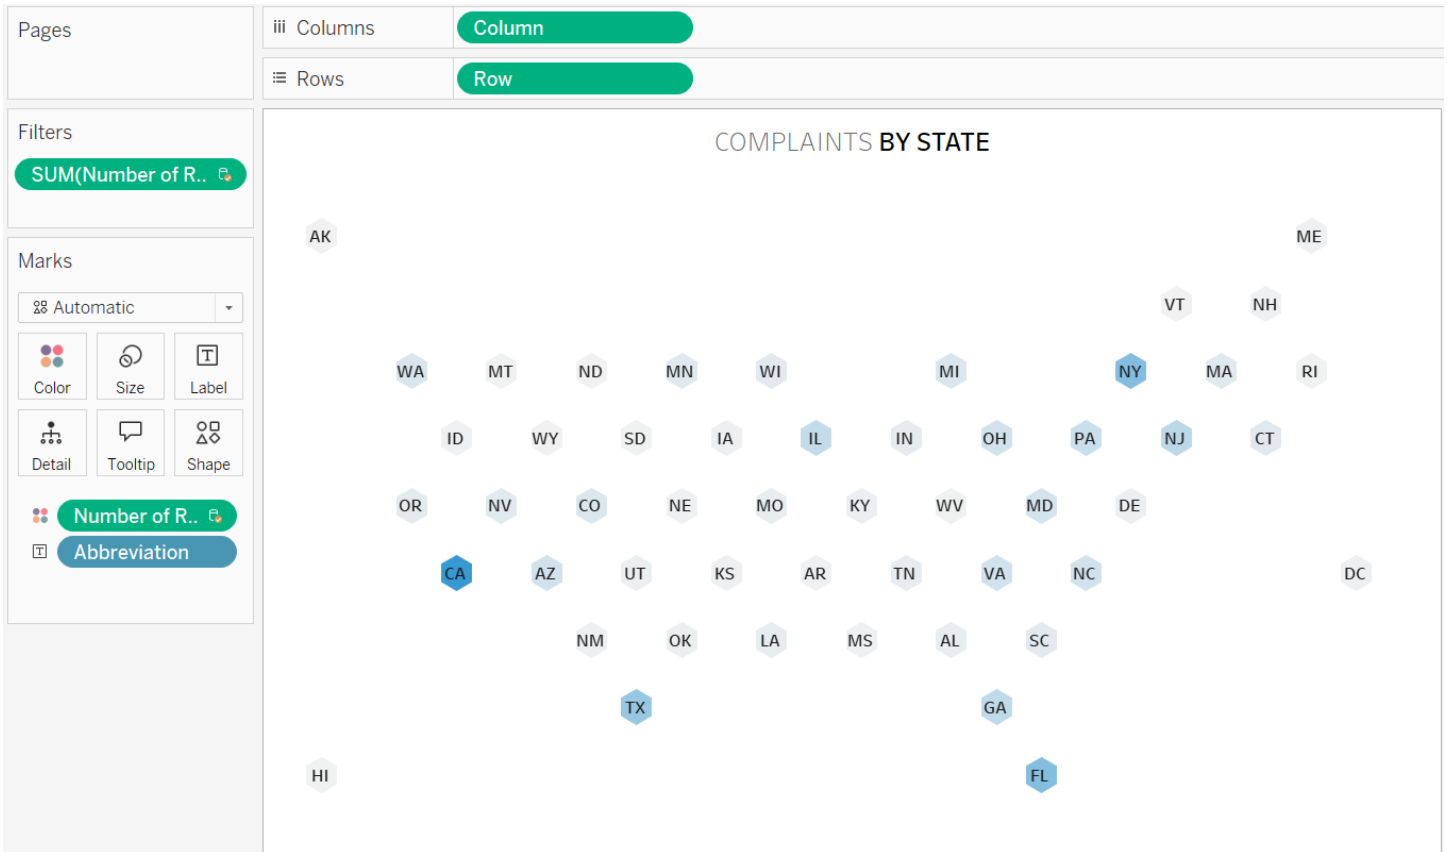 Pages
Columns
Column
Rows
Row
Filters
SUM(Number of R..
Marks
Automatic
Color
Size
Label
Detail
Tooltip
Shape
Number of R..
Abbreviation
COMPLAINTS BY STATE
AK ME
VT NH
WA MT ND MN WI MI NY MA RI
ID WY SD IA IL IN OH PA NJ CT
OR NV CO NE MO KY WV MD DE
CA AZ UT KS AR TN VA NC DC
NM OK LA MS AL SC
TX GA
HI FL